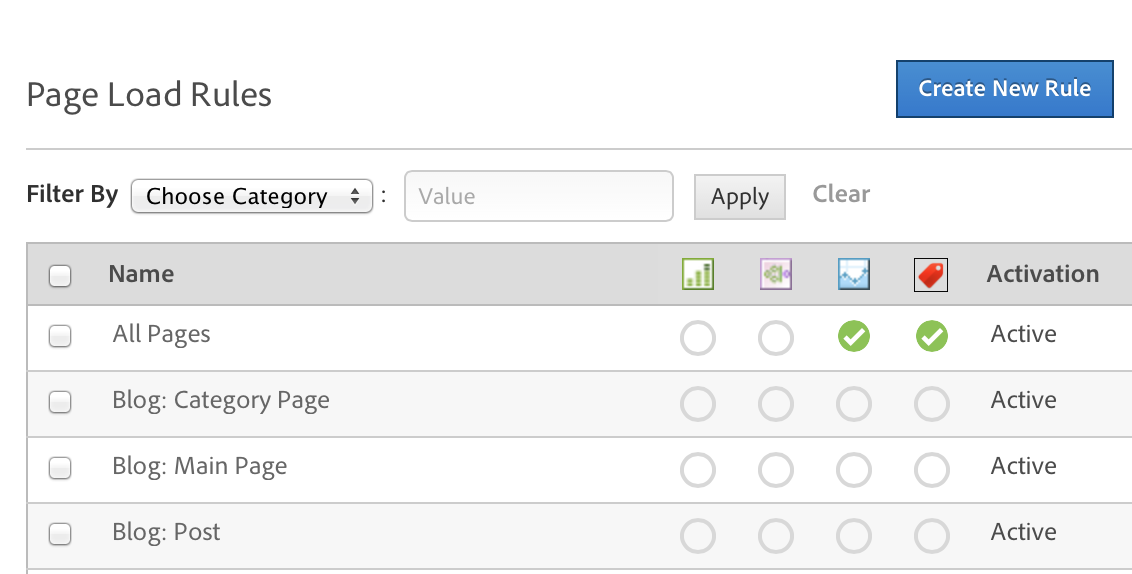 Page Load Rules
Create New Rule
Filter By Choose Category : Value Apply Clear
Name Activation
All Pages Active
Blog: Category Page Active
Blog: Main Page Active
Blog: Post Active